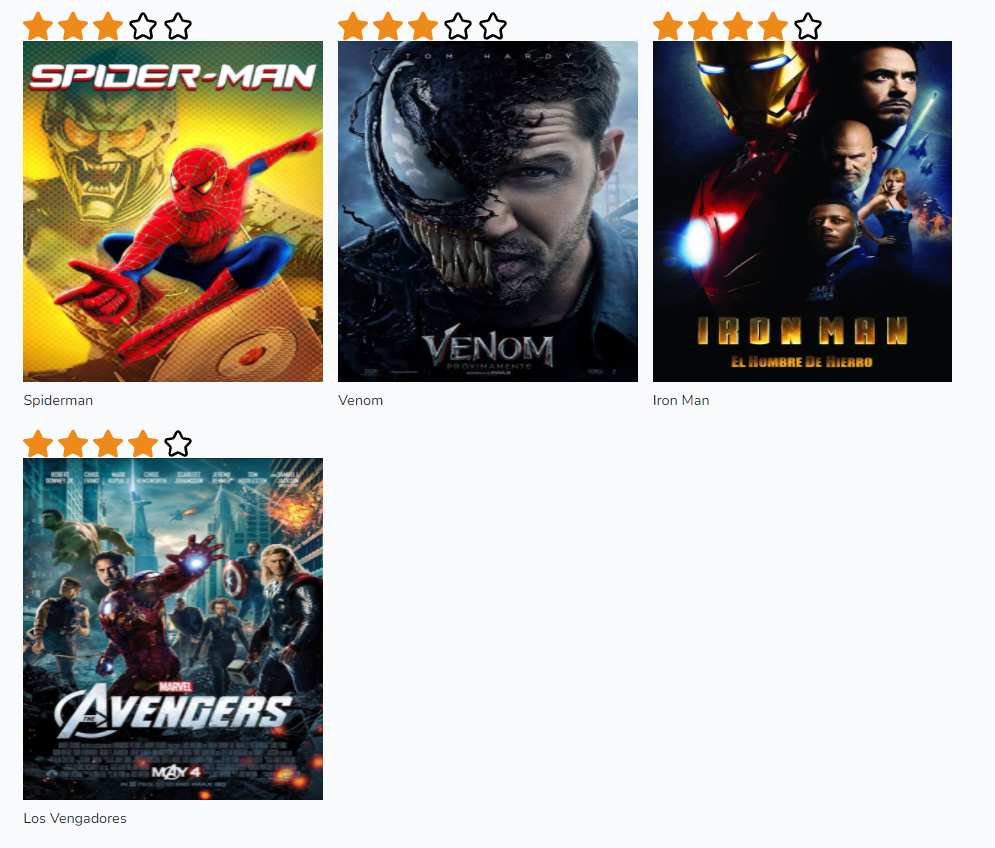 SPIDER-MAN
Spiderman
TOM HARDY
VENOM
PROXIMAMENTE
Venom
IRON MAN
EL HOMBRE DE HIERRO
Iron Man
ROBERT DOWNEY JR. CHRIS EVANS MARK RUFFALO CHRIS HEMSWORTH SCARLETT JOHANSSON JEREMY RENNER TOM HIDDLESTON SAMUEL L. JACKSON
MARVEL
THE AVENGERS
MAY 4
Los Vengadores